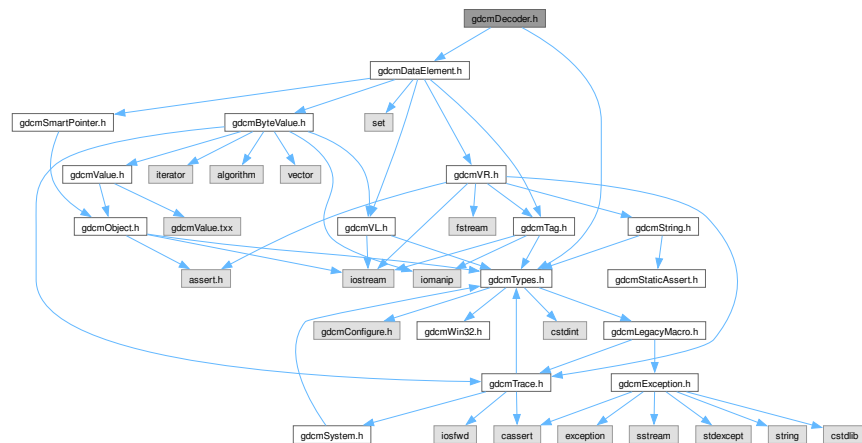 gdcmDecoder.h
gdcmDataElement.h
gdcmSmartPointer.h
gdcmByteValue.h
set
gdcmValue.h
iterator
algorithm
vector
gdcmVR.h
gdcmObject.h
gdcmValue.txx
gdcmVL.h
fstream
gdcmTag.h
gdcmString.h
assert.h
iostream
iomanip
gdcmTypes.h
gdcmStaticAssert.h
gdcmConfigure.h
gdcmWin32.h
cstdint
gdcmLegacyMacro.h
gdcmTrace.h
gdcmException.h
gdcmSystem.h
iosfwd
cassert
exception
sstream
stdexcept
string
cstdlib